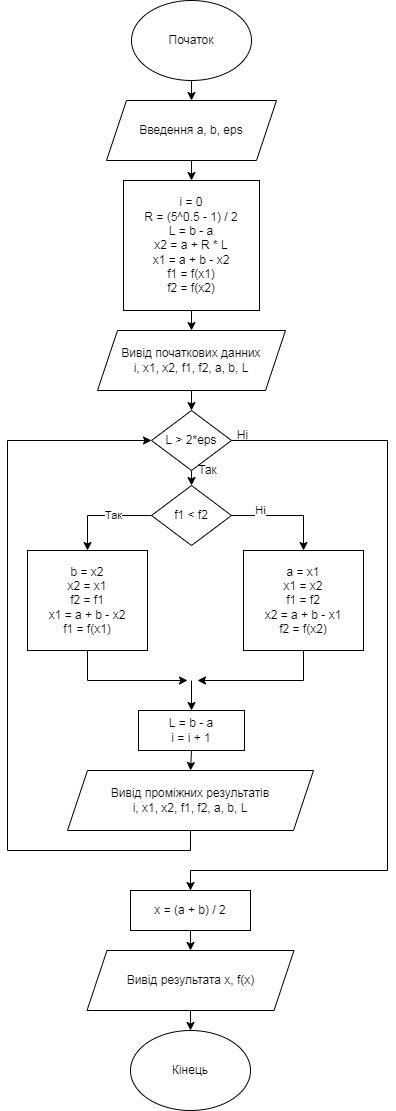 Початок
Введення a, b, eps
i = 0
R = (5^0.5 - 1) / 2
L = b - a
x2 = a + R * L
x1 = a + b - x2
f1 = f(x1)
f2 = f(x2)
Вивід початкових данних
i, x1, x2, f1, f2, a, b, L
L > 2*eps
Ні
Так
f1 < f2
Так
Ні
b = x2
x2 = x1
f2 = f1
x1 = a + b - x2
f1 = f(x1)
a = x1
x1 = x2
f1 = f2
x2 = a + b - x1
f2 = f(x2)
L = b - a
i = i + 1
Вивід проміжних результатів
i, x1, x2, f1, f2, a, b, L
x = (a + b) / 2
Вивід результата x, f(x)
Кінець